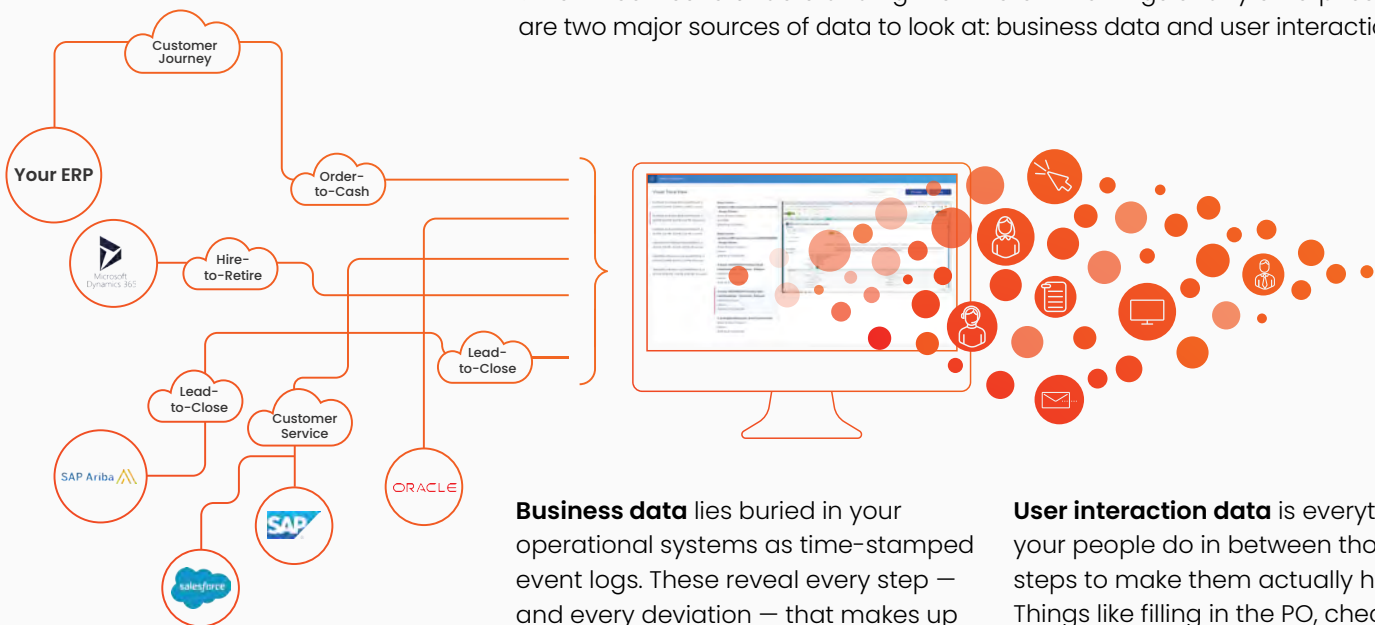 are two major sources of data to look at: business data and user interactio
Customer
Journey
Your ERP
Order-
to-Cash
Microsoft
Dynamics 365
Hire-
to-Retire
Lead-
to-Close
Lead-
to-Close
Customer
Service
SAP Ariba
ORACLE
SAP
salesforce
Business data lies buried in your
operational systems as time-stamped
event logs. These reveal every step —
and every deviation — that makes up
User interaction data is everyt
your people do in between tho
steps to make them actually h
Things like filling in the PO, chec